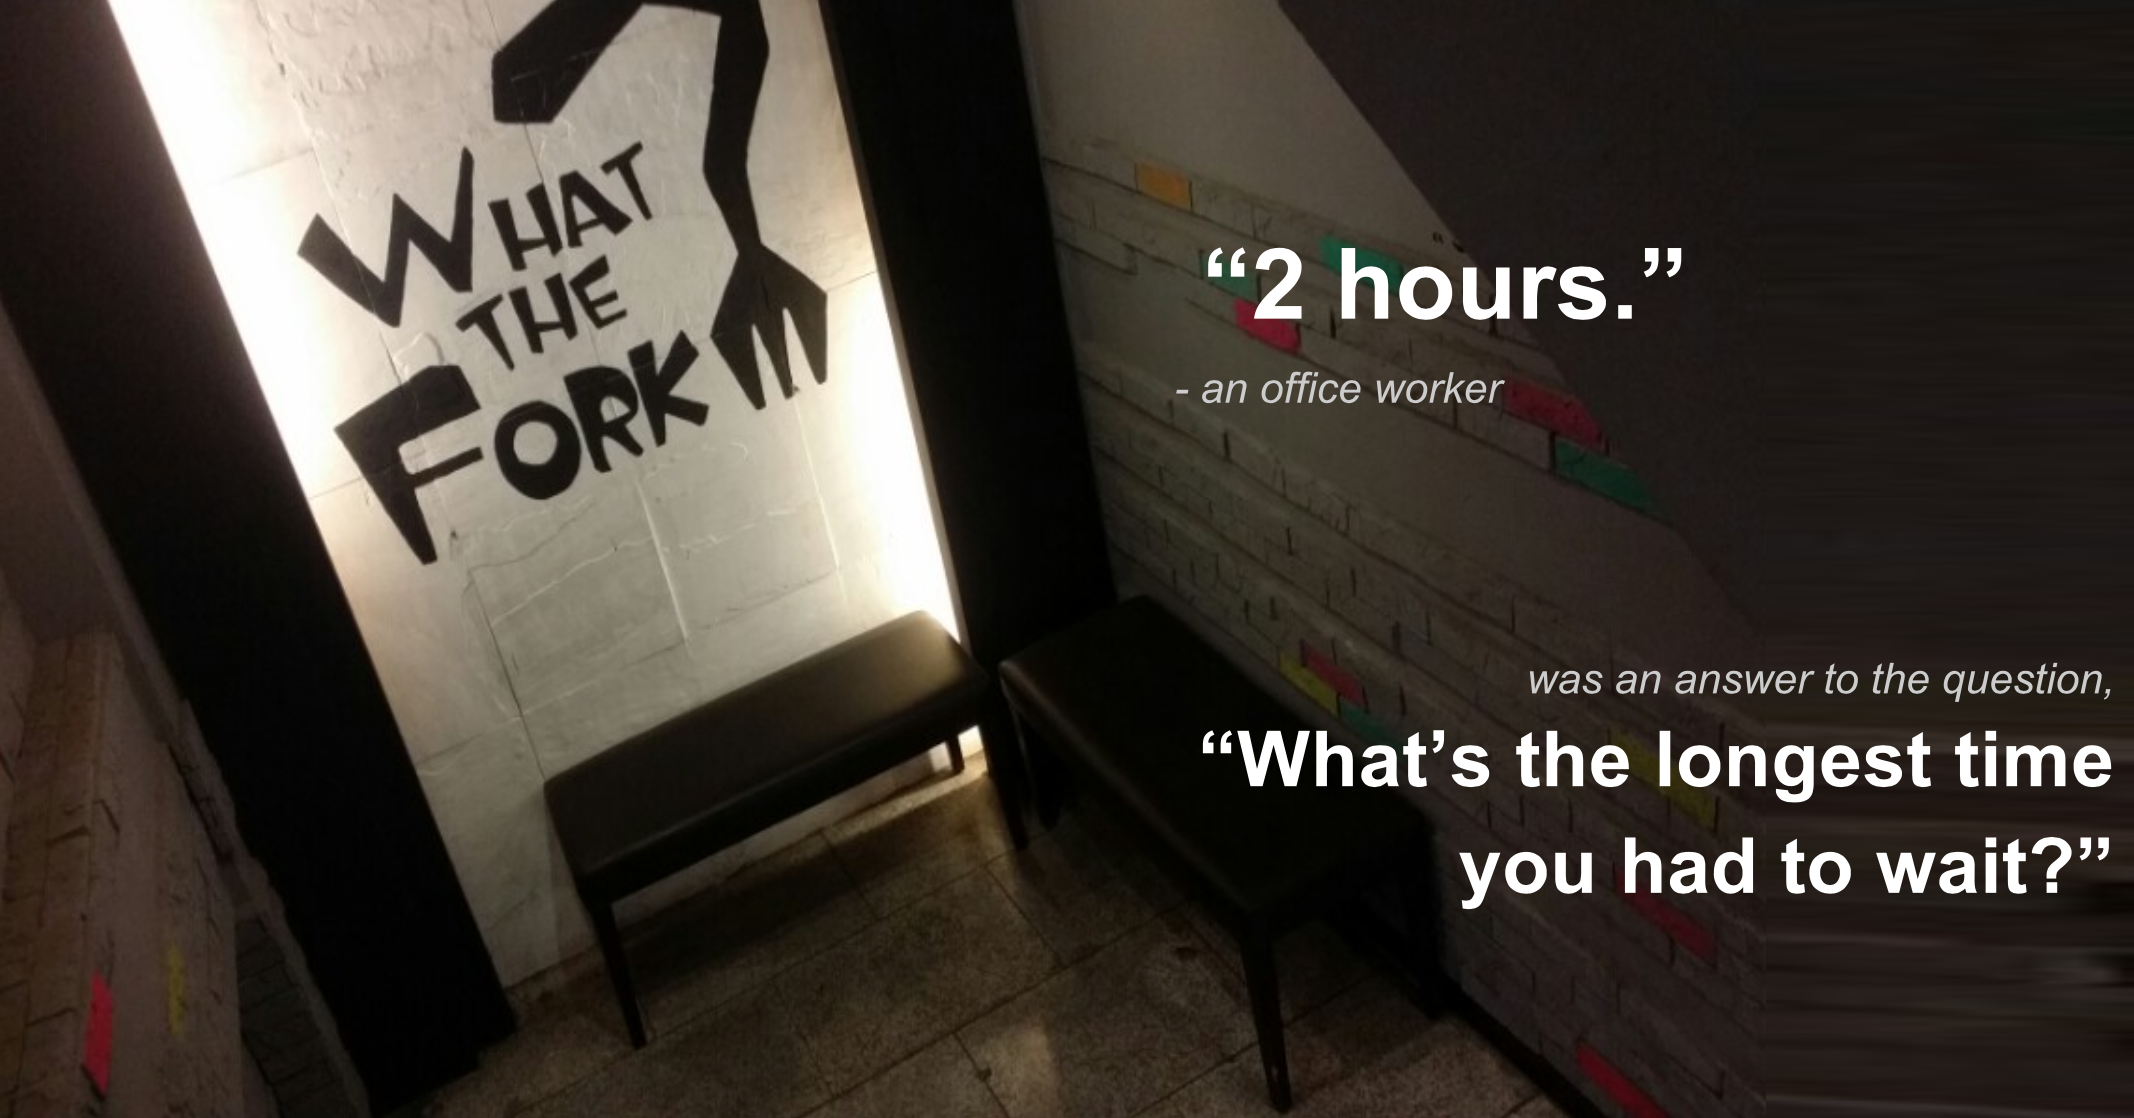 WHAT
THE
FORK
“2 hours.”
- an office worker
was an answer to the question,
“What’s the longest time
you had to wait?”